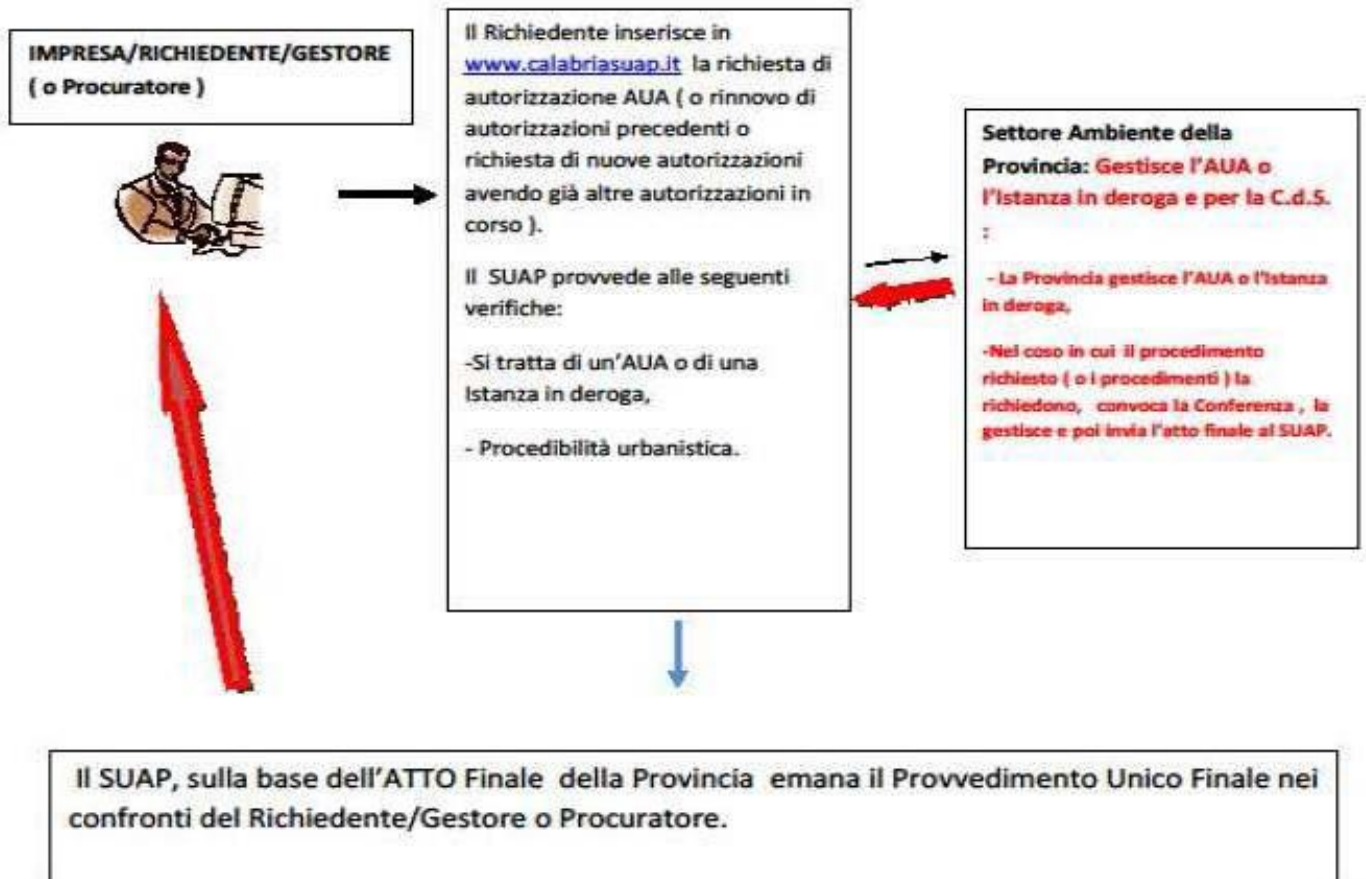 IMPRESA/RICHIEDENTE/GESTORE
( o Procuratore )
Il Richiedente inserisce in
www.calabriasuap.it la richiesta di
autorizzazione AUA ( o rinnovo di
autorizzazioni precedenti o
richiesta di nuove autorizzazioni
avendo già altre autorizzazioni in
corso ).
Il SUAP provvede alle seguenti
verifiche:
-Si tratta di un'AUA o di una
Istanza in deroga,
- Procedibilità urbanistica.
Settore Ambiente della
Provincia: Gestisce l'AUA o
l'Istanza in deroga e per la C.d.S.
:
- La Provincia gestisce l'AUA o l'Istanza
in deroga,
-Nel coso in cui il procedimento
richiesto ( o i procedimenti ) la
richiedono, convoca la Conferenza , la
gestisce e poi invia l'atto finale al SUAP.
Il SUAP, sulla base dell'ATTO Finale della Provincia emana il Provvedimento Unico Finale nei
confronti del Richiedente/Gestore o Procuratore.